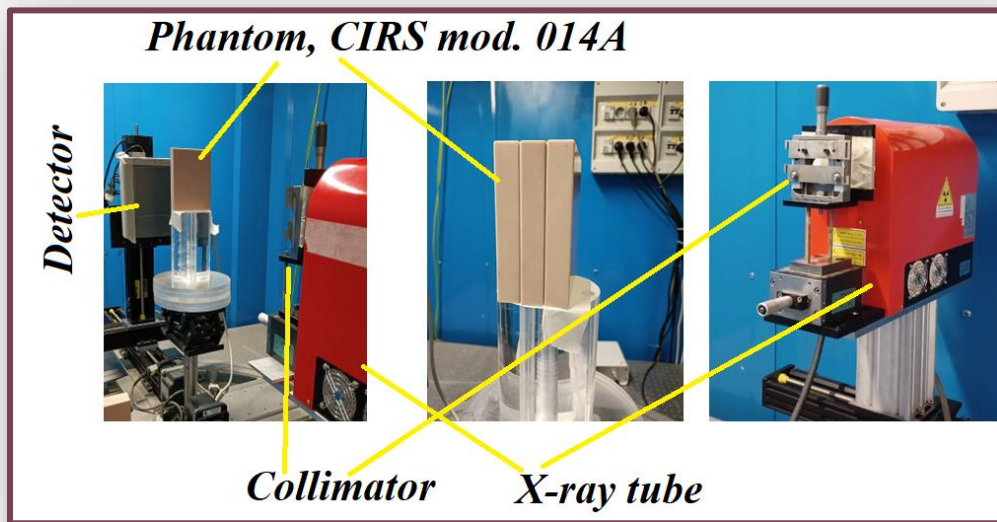 Phantom, CIRS mod. 014A
Detector
Collimator
X-ray tube